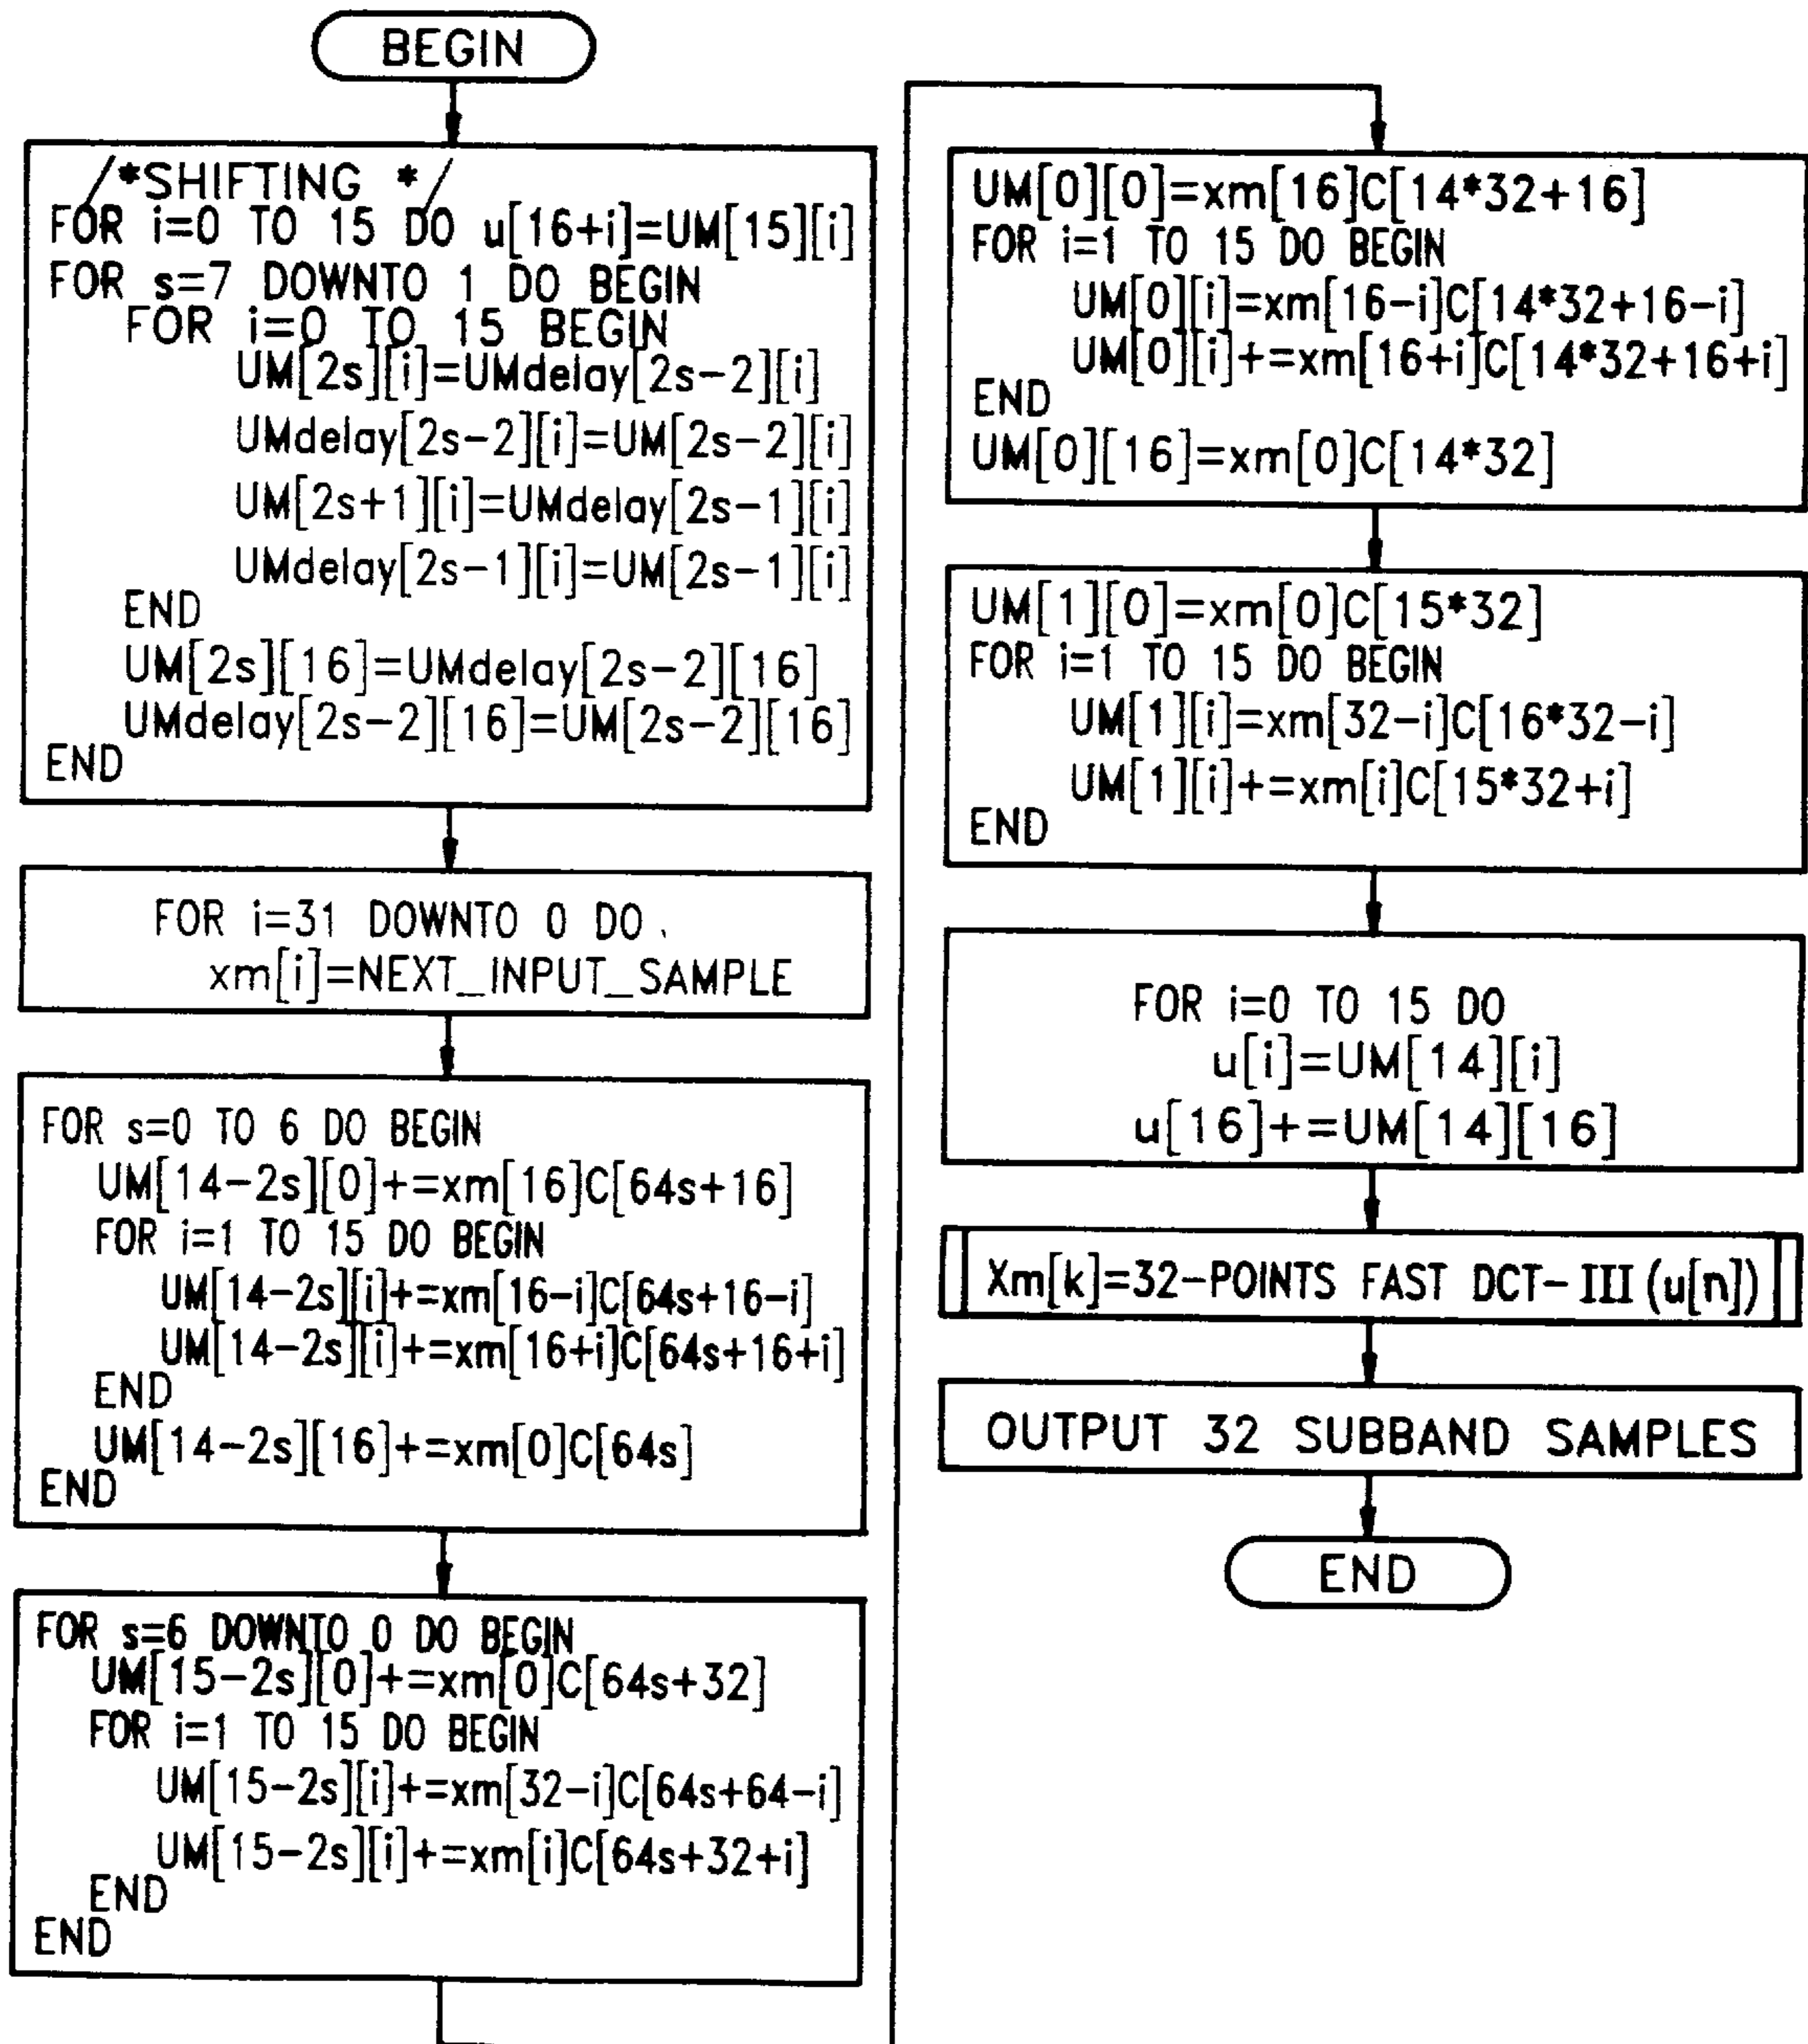 BEGIN
/*SHIFTING */
FOR i=0 TO 15 DO u[16+i]=UM[15][i]
FOR s=7 DOWNTO 1 DO BEGIN
FOR i=0 TO 15 BEGIN
UM[2s][i]=UMdelay[2s-2][i]
UMdelay[2s-2][i]=UM[2s-2][i]
UM[2s+1][i]=UMdelay[2s-1][i]
UMdelay[2s-1][i]=UM[2s-1][i]
END
UM[2s][16]=UMdelay[2s-2][16]
UMdelay[2s-2][16]=UM[2s-2][16]
END
FOR i=31 DOWNTO 0 DO
xm[i]=NEXT_INPUT_SAMPLE
FOR s=0 TO 6 DO BEGIN
UM[14-2s][0]+=xm[16]C[64s+16]
FOR i=1 TO 15 DO BEGIN
UM[14-2s][i]+=xm[16-i]C[64s+16-i]
UM[14-2s][i]+=xm[16+i]C[64s+16+i]
END
UM[14-2s][16]+=xm[0]C[64s]
END
FOR s=6 DOWNTO 0 DO BEGIN
UM[15-2s][0]+=xm[0]C[64s+32]
FOR i=1 TO 15 DO BEGIN
UM[15-2s][i]+=xm[32-i]C[64s+64-i]
UM[15-2s][i]+=xm[i]C[64s+32+i]
END
END
UM[0][0]=xm[16]C[14*32+16]
FOR i=1 TO 15 DO BEGIN
UM[0][i]=xm[16-i]C[14*32+16-i]
UM[0][i]+=xm[16+i]C[14*32+16+i]
END
UM[0][16]=xm[0]C[14*32]
UM[1][0]=xm[0]C[15*32]
FOR i=1 TO 15 DO BEGIN
UM[1][i]=xm[32-i]C[16*32-i]
UM[1][i]+=xm[i]C[15*32+i]
END
FOR i=0 TO 15 DO
u[i]=UM[14][i]
u[16]+=UM[14][16]
Xm[k]=32-POINTS FAST DCT-III(u[n])
OUTPUT 32 SUBBAND SAMPLES
END